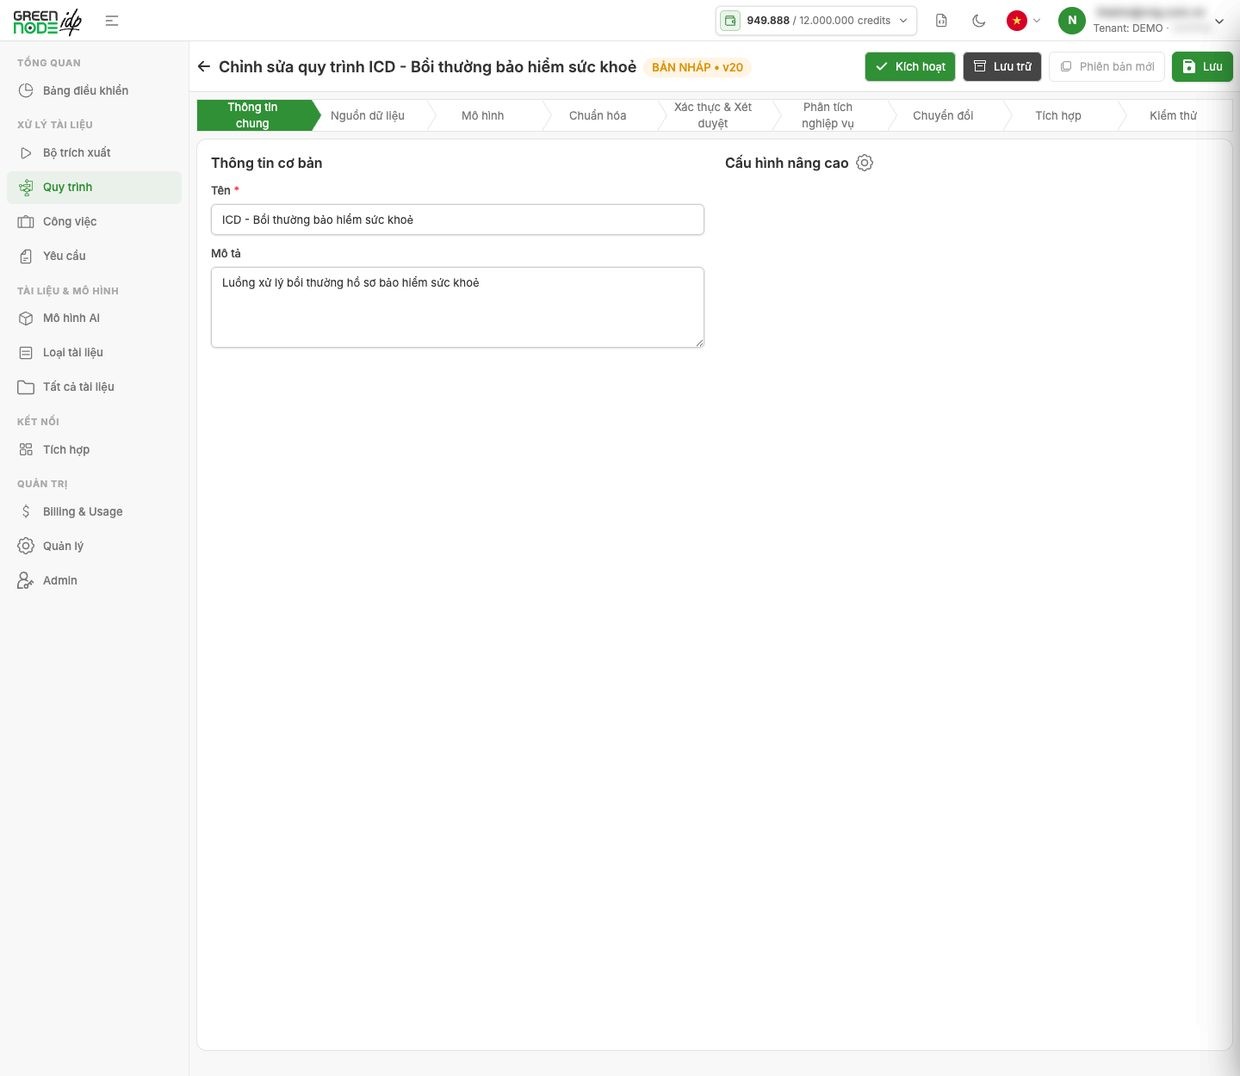 GREEN
NODE idp
949.888 / 12.000.000 credits
N
Tenant: DEMO -
TỔNG QUAN
Bảng điều khiển
XỬ LÝ TÀI LIỆU
Bộ trích xuất
Quy trình
Công việc
Yêu cầu
TÀI LIỆU & MÔ HÌNH
Mô hình AI
Loại tài liệu
Tất cả tài liệu
KẾT NỐI
Tích hợp
QUẢN TRỊ
Billing & Usage
Quản lý
Admin
Chỉnh sửa quy trình ICD - Bồi thường bảo hiểm sức khoẻ
BẢN NHÁP • v20
Kích hoạt
Lưu trữ
Phiên bản mới
Lưu
Thông tin
chung
Nguồn dữ liệu
Mô hình
Chuẩn hóa
Xác thực & Xét
duyệt
Phân tích
nghiệp vụ
Chuyển đổi
Tích hợp
Kiểm thử
Thông tin cơ bản
Tên *
ICD - Bồi thường bảo hiểm sức khoẻ
Mô tả
Luồng xử lý bồi thường hồ sơ bảo hiểm sức khoẻ
Cấu hình nâng cao